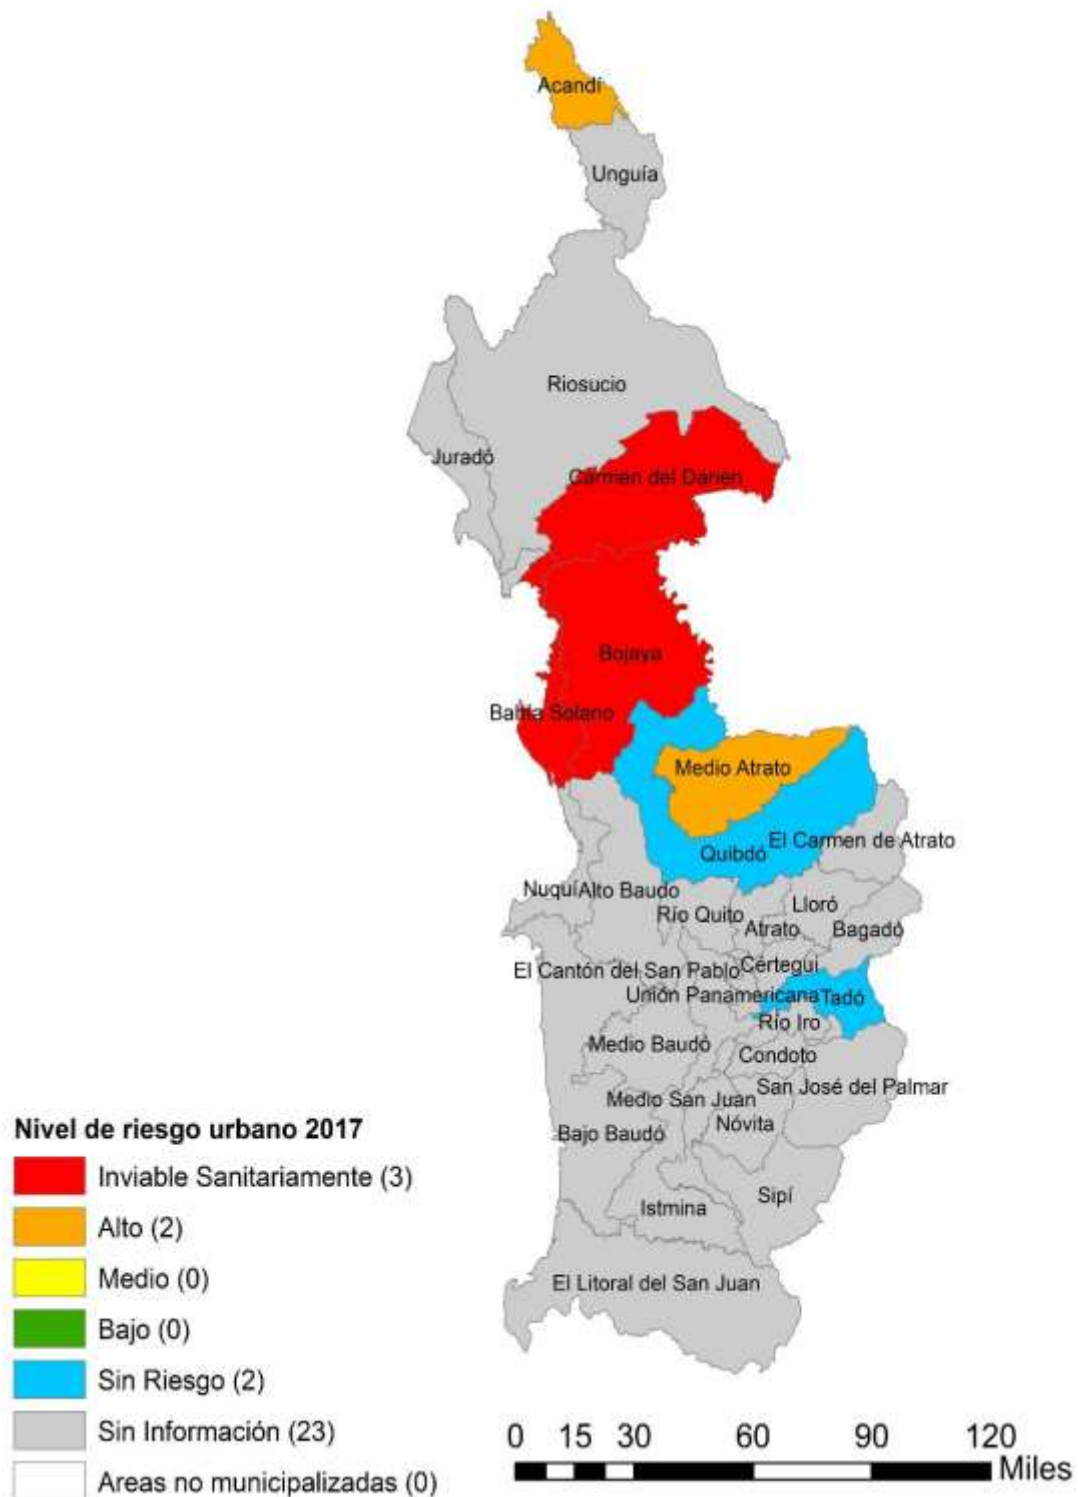 Acandí
Unguía
Riosucio
Juradó
Carmen del Darien
Bojaya
Bahía Solano
Medio Atrato
El Carmen de Atrato
Quibdó
Nuquí
Alto Baudo
Lloró
Río Quito
Atrato
Bagadó
El Cantón del San Pablo
Cértegui
Unión Panamericana
Tadó
Río Iro
Medio Baudó
Condoto
San José del Palmar
Medio San Juan
Nóvita
Bajo Baudó
Sipí
Istmina
El Litoral del San Juan
Nivel de riesgo urbano 2017
Inviable Sanitariamente (3)
Alto (2)
Medio (0)
Bajo (0)
Sin Riesgo (2)
Sin Información (23)
Areas no municipalizadas (0)
0 15 30 60 90 120
Miles